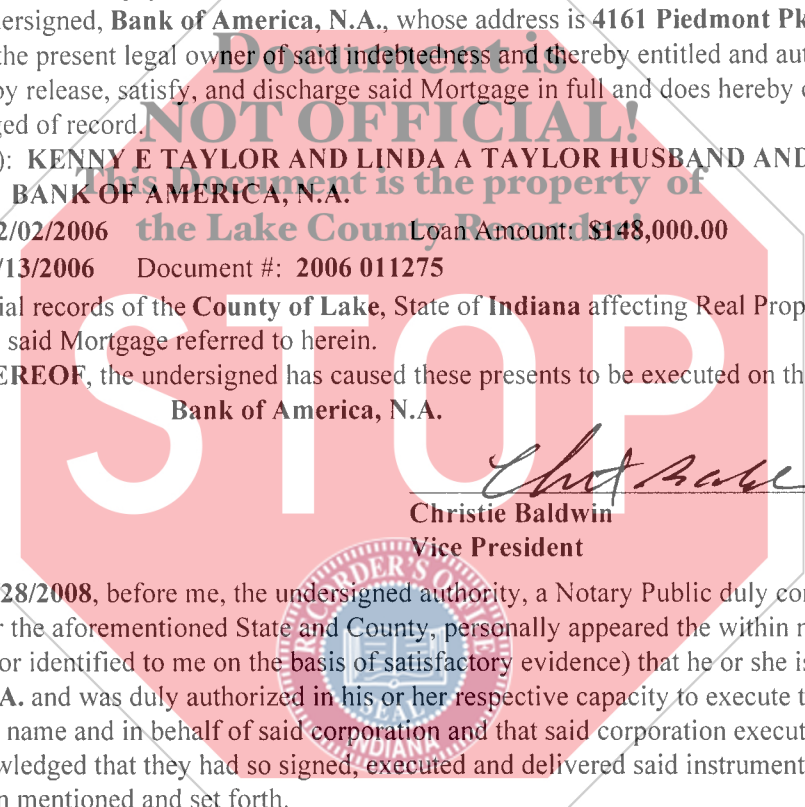 dersigned, Bank of America, N.A., whose address is 4161 Piedmont Pk
the present legal owner of said indebtedness and thereby entitled and aut
by release, satisfy, and discharge said Mortgage in full and does hereby
ged of record.
Document is
NOT OFFICIAL!
This Document is the property of
the Lake County Recorder!
): KENNY E TAYLOR AND LINDA A TAYLOR HUSBAND AND
BANK OF AMERICA, N.A.
2/02/2006 Loan Amount: $148,000.00
/13/2006 Document #: 2006 011275
ial records of the County of Lake, State of Indiana affecting Real Prop
said Mortgage referred to herein.
EREOF, the undersigned has caused these presents to be executed on th
Bank of America, N.A.
STOP
Christie Baldwin
Vice President
28/2008, before me, the undersigned authority, a Notary Public duly co
r the aforementioned State and County, personally appeared the within
or identified to me on the basis of satisfactory evidence) that he or she is
A. and was duly authorized in his or her respective capacity to execute t
name and in behalf of said corporation and that said corporation execut
wledged that they had so signed, executed and delivered said instrument
n mentioned and set forth.
RECORDER'S OFFICE
SEAL
INDIANA